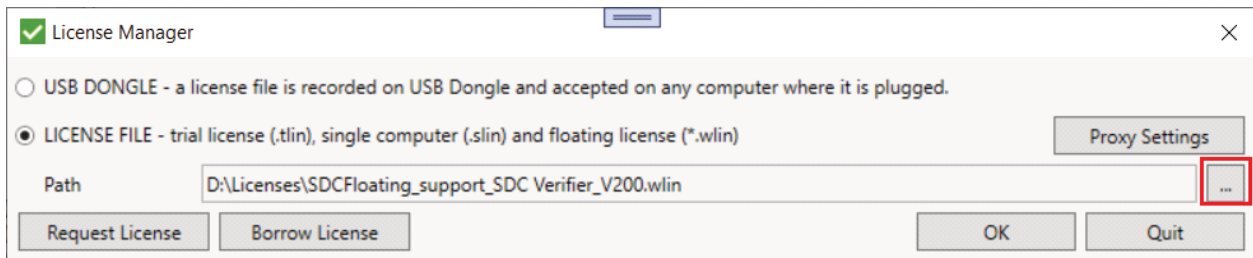 License Manager
USB DONGLE - a license file is recorded on USB Dongle and accepted on any computer where it is plugged.
LICENSE FILE - trial license (.tlin), single computer (.slin) and floating license (*.wlin)
Proxy Settings
Path
D:\Licenses\SDCFloating_support_SDC Verifier_V200.wlin
...
Request License
Borrow License
OK
Quit